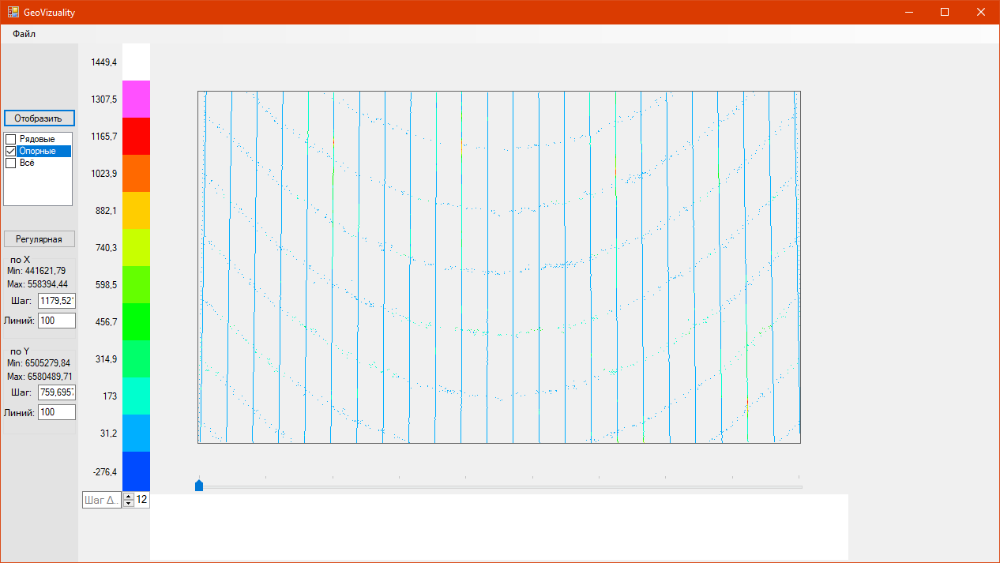 GeoVizuality
Файл
Отобразить
Рядовые
Опорные
Всё
Регулярная
по X
Min: 441621,79
Max: 558394,44
Шаг: 1179,521
Линий: 100
по Y
Min: 6505279,84
Max: 6580489,71
Шаг: 759,6957
Линий: 100
1449,4
1307,5
1165,7
1023,9
882,1
740,3
598,5
456,7
314,9
173
31,2
-276,4
Шаг Д..
12